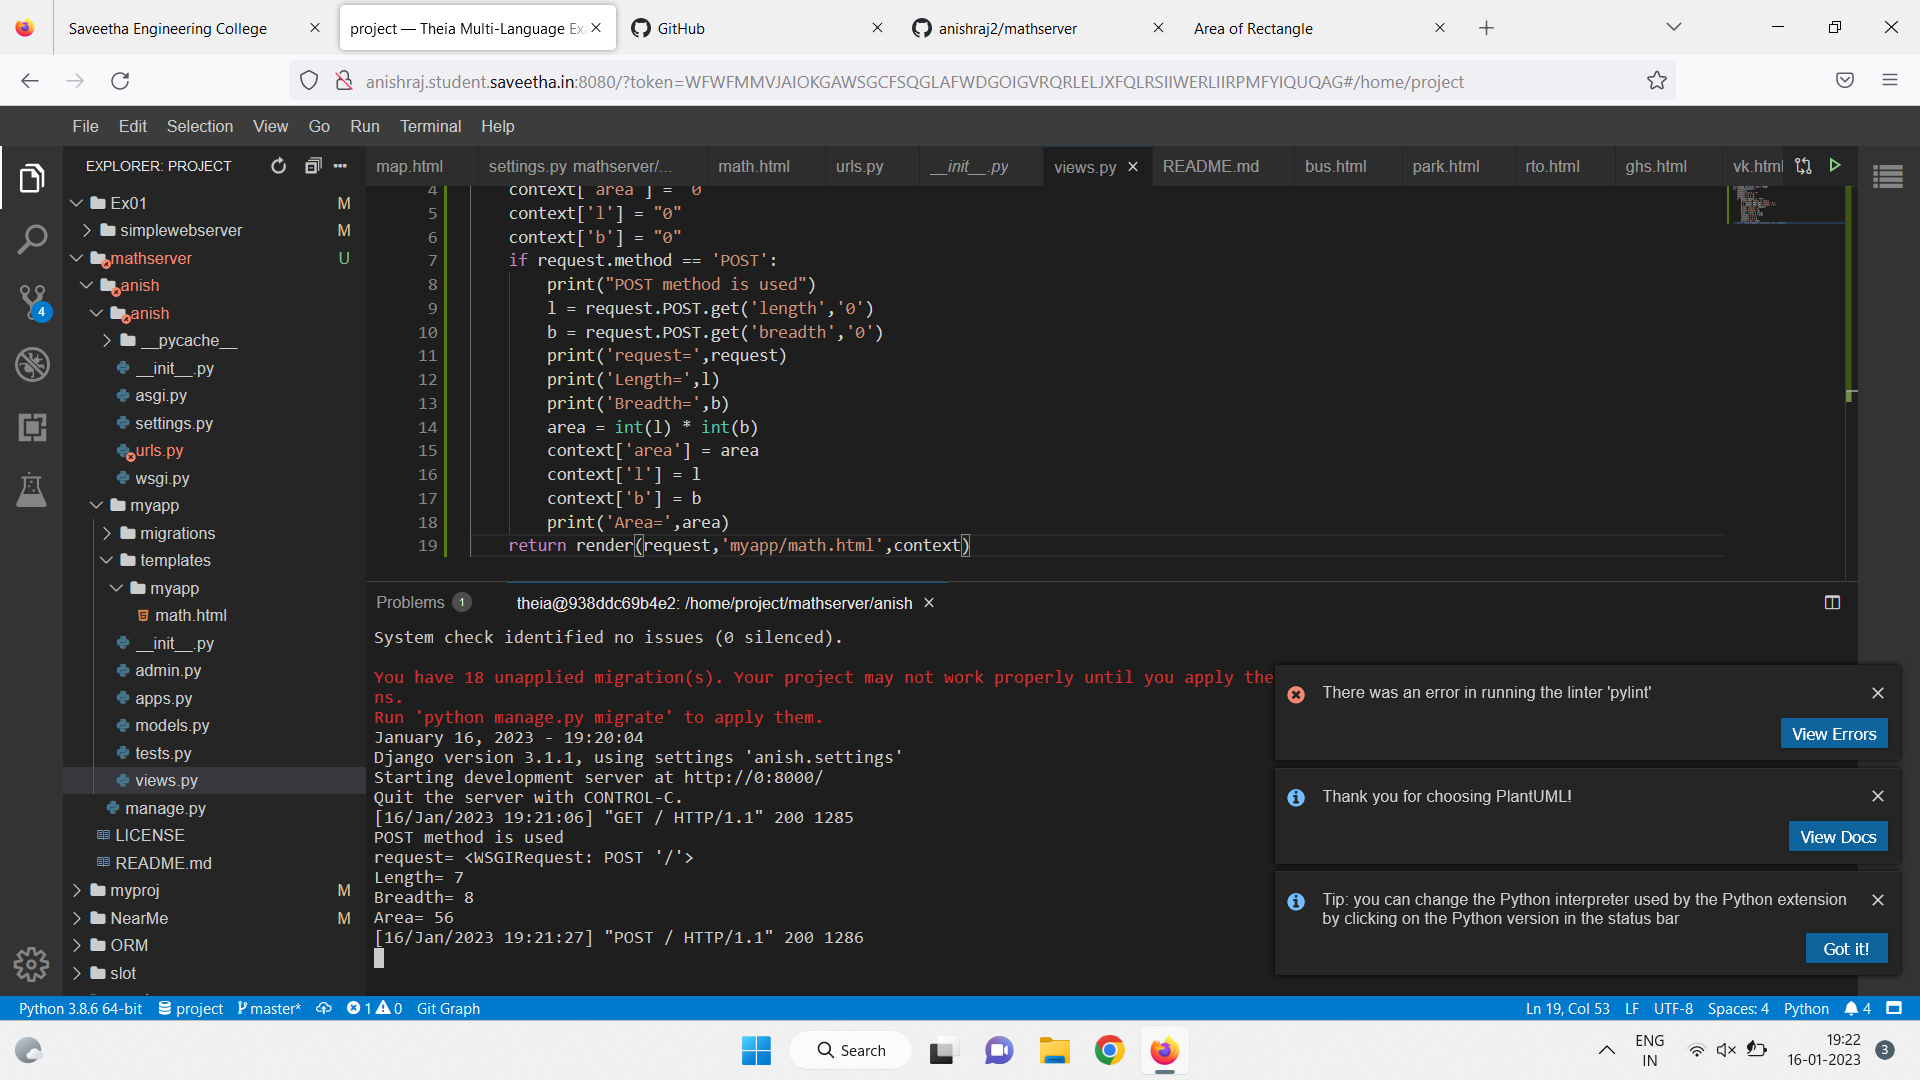 Saveetha Engineering College
project — Theia Multi-Language Exa
GitHub
anishraj2/mathserver
Area of Rectangle
anishraj.student.saveetha.in:8080/?token=WFWFMMVJAIOKGAWSGCFSQGLAFWDGOIGVRQRLELJXFQLRSIIWERLIIRPMFYIQUQAG#/home/project
File Edit Selection View Go Run Terminal Help
EXPLORER: PROJECT
Ex01 M
simplewebserver M
mathserver U
anish
anish
__pycache__
__init__.py
asgi.py
settings.py
urls.py
wsgi.py
myapp
migrations
templates
myapp
math.html
__init__.py
admin.py
apps.py
models.py
tests.py
views.py
manage.py
LICENSE
README.md
myproj M
NearMe M
ORM
slot
4
map.html settings.py mathserver/... math.html urls.py __init__.py views.py README.md bus.html park.html rto.html ghs.html vk.html
4 context['area'] = "0"
5 context['l'] = "0"
6 context['b'] = "0"
7 if request.method == 'POST':
8 print("POST method is used")
9 l = request.POST.get('length','0')
10 b = request.POST.get('breadth','0')
11 print('request=',request)
12 print('Length=',l)
13 print('Breadth=',b)
14 area = int(l) * int(b)
15 context['area'] = area
16 context['l'] = l
17 context['b'] = b
18 print('Area=',area)
19 return render(request,'myapp/math.html',context)
Problems 1 theia@938ddc69b4e2: /home/project/mathserver/anish
System check identified no issues (0 silenced).
You have 18 unapplied migration(s). Your project may not work properly until you apply the
ns.
Run 'python manage.py migrate' to apply them.
January 16, 2023 - 19:20:04
Django version 3.1.1, using settings 'anish.settings'
Starting development server at http://0:8000/
Quit the server with CONTROL-C.
[16/Jan/2023 19:21:06] "GET / HTTP/1.1" 200 1285
POST method is used
request= <WSGIRequest: POST '/'>
Length= 7
Breadth= 8
Area= 56
[16/Jan/2023 19:21:27] "POST / HTTP/1.1" 200 1286
There was an error in running the linter 'pylint'
View Errors
Thank you for choosing PlantUML!
View Docs
Tip: you can change the Python interpreter used by the Python extension
by clicking on the Python version in the status bar
Got it!
Python 3.8.6 64-bit project master* 1 0 Git Graph
Ln 19, Col 53 LF UTF-8 Spaces: 4 Python 4
Search
ENG
IN
19:22
16-01-2023
3